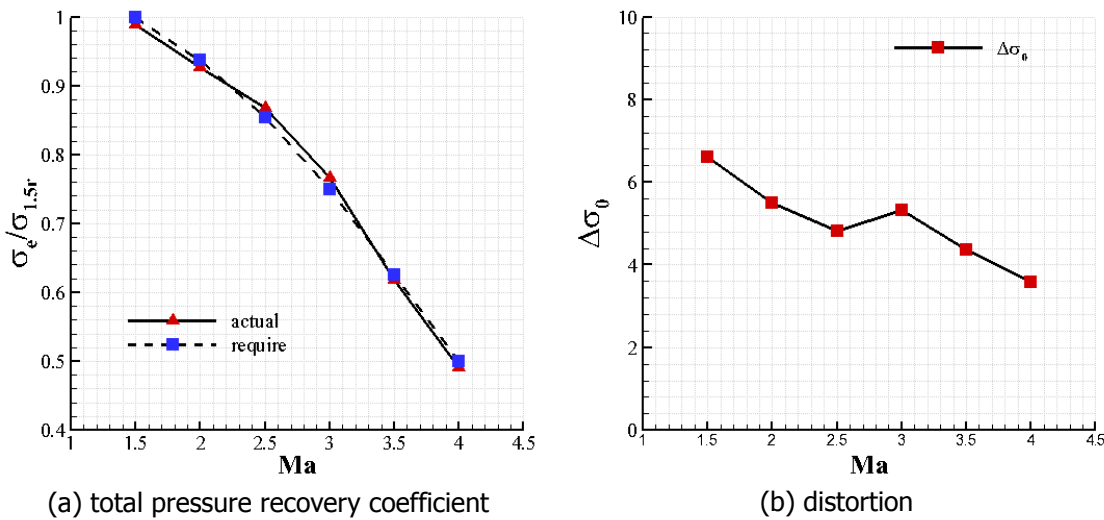 1
0.9
0.8
0.7
0.6
0.5
0.4
σe/σ1.5r
actual
require
1 1.5 2 2.5 3 3.5 4 4.5
Ma
(a) total pressure recovery coefficient
10
8
6
4
2
0
Δσ0
Δσ0
1 1.5 2 2.5 3 3.5 4 4.5
Ma
(b) distortion